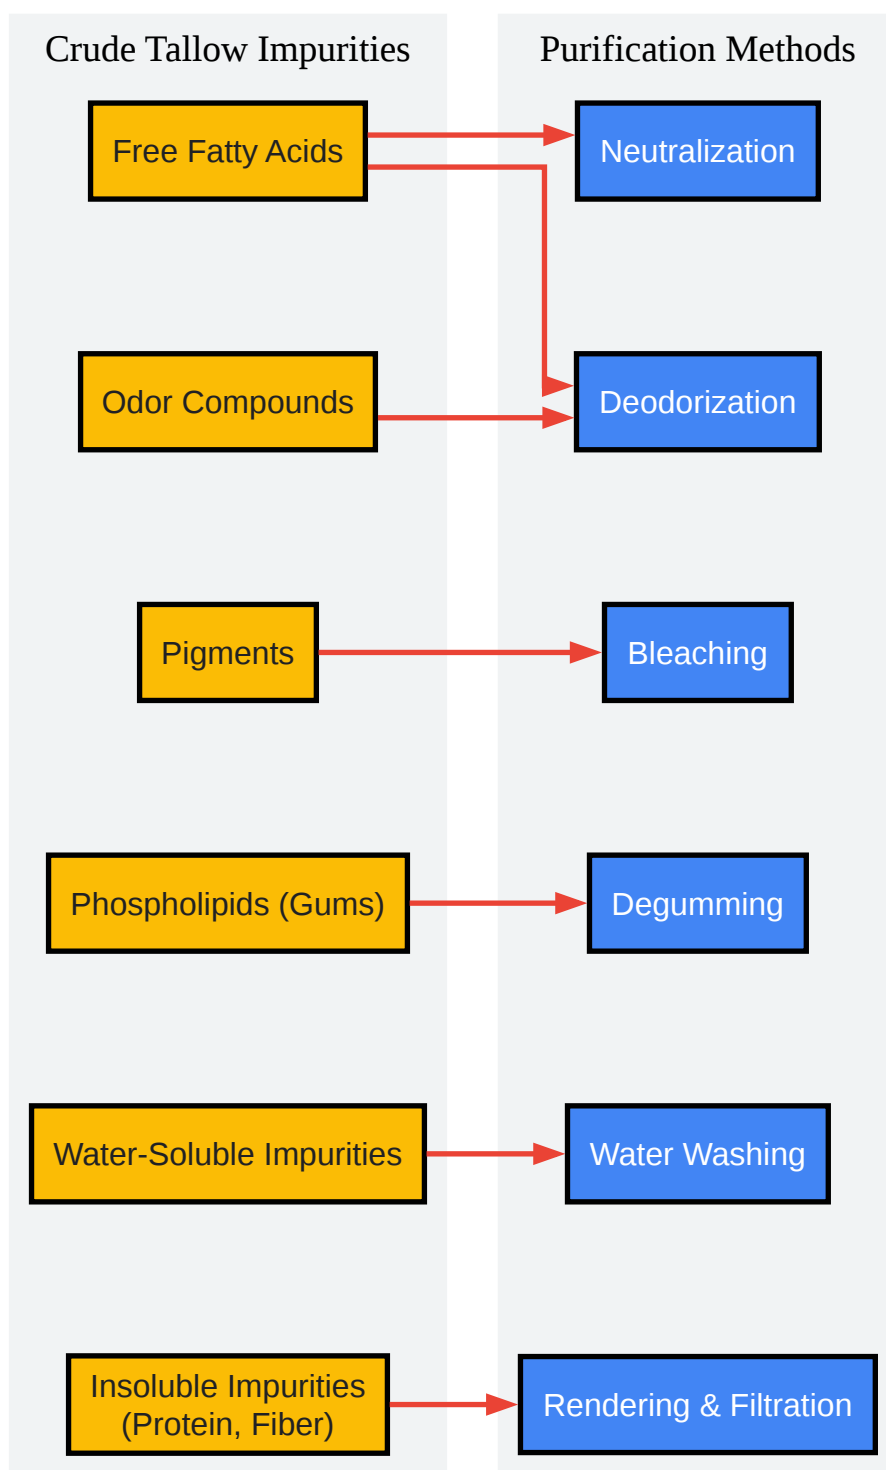 Crude Tallow Impurities
Purification Methods
Free Fatty Acids
Neutralization
Odor Compounds
Deodorization
Pigments
Bleaching
Phospholipids (Gums)
Degumming
Water-Soluble Impurities
Water Washing
Insoluble Impurities
(Protein, Fiber)
Rendering & Filtration